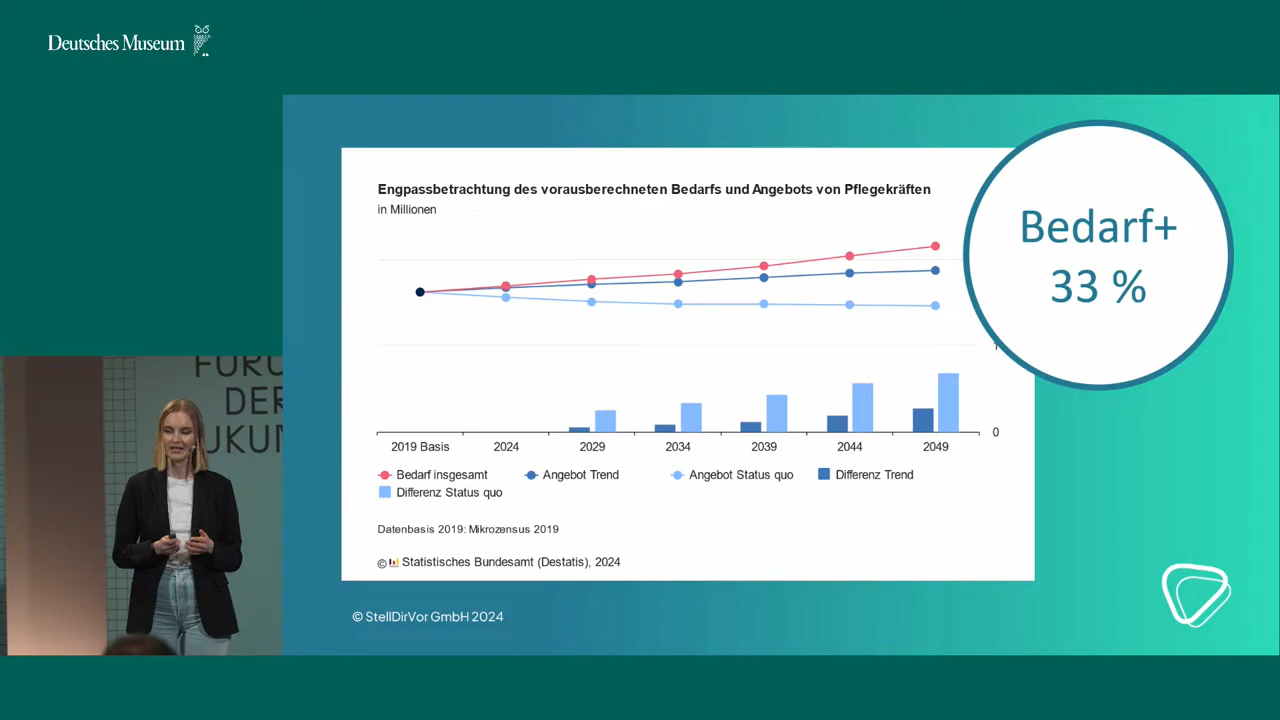 Deutsches Museum
Engpassbetrachtung des vorausberechneten Bedarfs und Angebots von Pflegekräften
in Millionen
Bedarf+
33 %
0
2019 Basis 2024 2029 2034 2039 2044 2049
Bedarf insgesamt Angebot Trend Angebot Status quo Differenz Trend
Differenz Status quo
Datenbasis 2019: Mikrozensus 2019
© Statistisches Bundesamt (Destatis), 2024
© StellDirVor GmbH 2024
DER